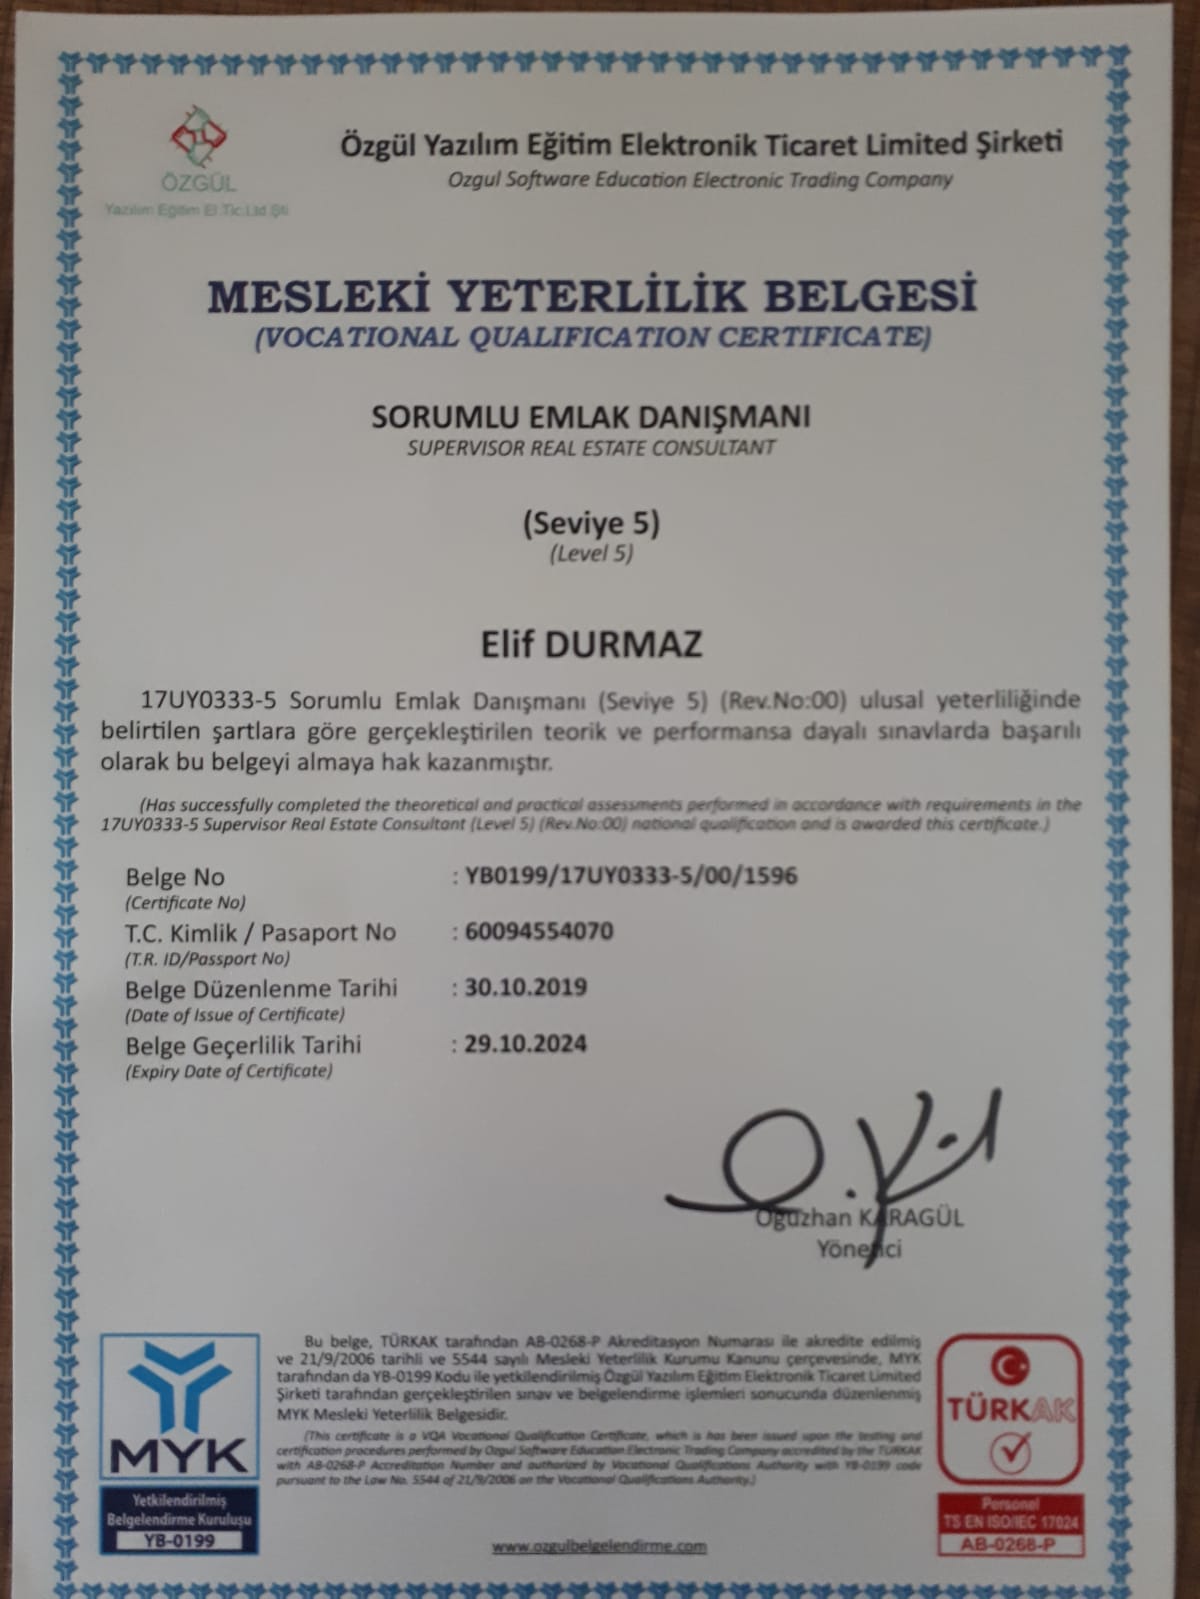 ÖZGÜL
Yazılım Eğitim El.Tic.Ltd.Şti
Özgül Yazılım Eğitim Elektronik Ticaret Limited Şirketi
Ozgul Software Education Electronic Trading Company
MESLEKİ YETERLİLİK BELGESİ
(VOCATIONAL QUALIFICATION CERTIFICATE)
SORUMLU EMLAK DANIŞMANI
SUPERVISOR REAL ESTATE CONSULTANT
(Seviye 5)
(Level 5)
Elif DURMAZ
17UY0333-5 Sorumlu Emlak Danışmanı (Seviye 5) (Rev.No:00) ulusal yeterliliğinde
belirtilen şartlara göre gerçekleştirilen teorik ve performansa dayalı sınavlarda başarılı
olarak bu belgeyi almaya hak kazanmıştır.
(Has successfully completed the theoretical and practical assessments performed in accordance with requirements in the
17UY0333-5 Supervisor Real Estate Consultant (Level 5) (Rev.No:00) national qualification and is awarded this certificate.)
Belge No : YB0199/17UY0333-5/00/1596
(Certificate No)
T.C. Kimlik / Pasaport No : 60094554070
(T.R. ID/Passport No)
Belge Düzenlenme Tarihi : 30.10.2019
(Date of Issue of Certificate)
Belge Geçerlilik Tarihi : 29.10.2024
(Expiry Date of Certificate)
Oğuzhan KARAGÜL
Yönetici
MYK
Yetkilendirilmiş
Belgelendirme Kuruluşu
YB-0199
Bu belge, TÜRKAK tarafından AB-0268-P Akreditasyon Numarası ile akredite edilmiş
ve 21/9/2006 tarihli ve 5544 sayılı Mesleki Yeterlilik Kurumu Kanunu çerçevesinde, MYK
tarafından da YB-0199 Kodu ile yetkilendirilmiş Özgül Yazılım Eğitim Elektronik Ticaret Limited
Şirketi tarafından gerçekleştirilen sınav ve belgelendirme işlemleri sonucunda düzenlenmiş
MYK Mesleki Yeterlilik Belgesidir.
(This certificate is a VQA Vocational Qualification Certificate, which is has been issued upon the testing and
certification procedures performed by Ozgul Software Education Electronic Trading Company accredited by the TURKAK
with AB-0268-P Accreditation Number and authorized by Vocational Qualifications Authority with YB-0199 code
pursuant to the Law No. 5544 of 21/9/2006 on the Vocational Qualifications Authority.)
www.ozgulbelgelendirme.com
TÜRKAK
Personel
TS EN ISO/IEC 17024
AB-0268-P